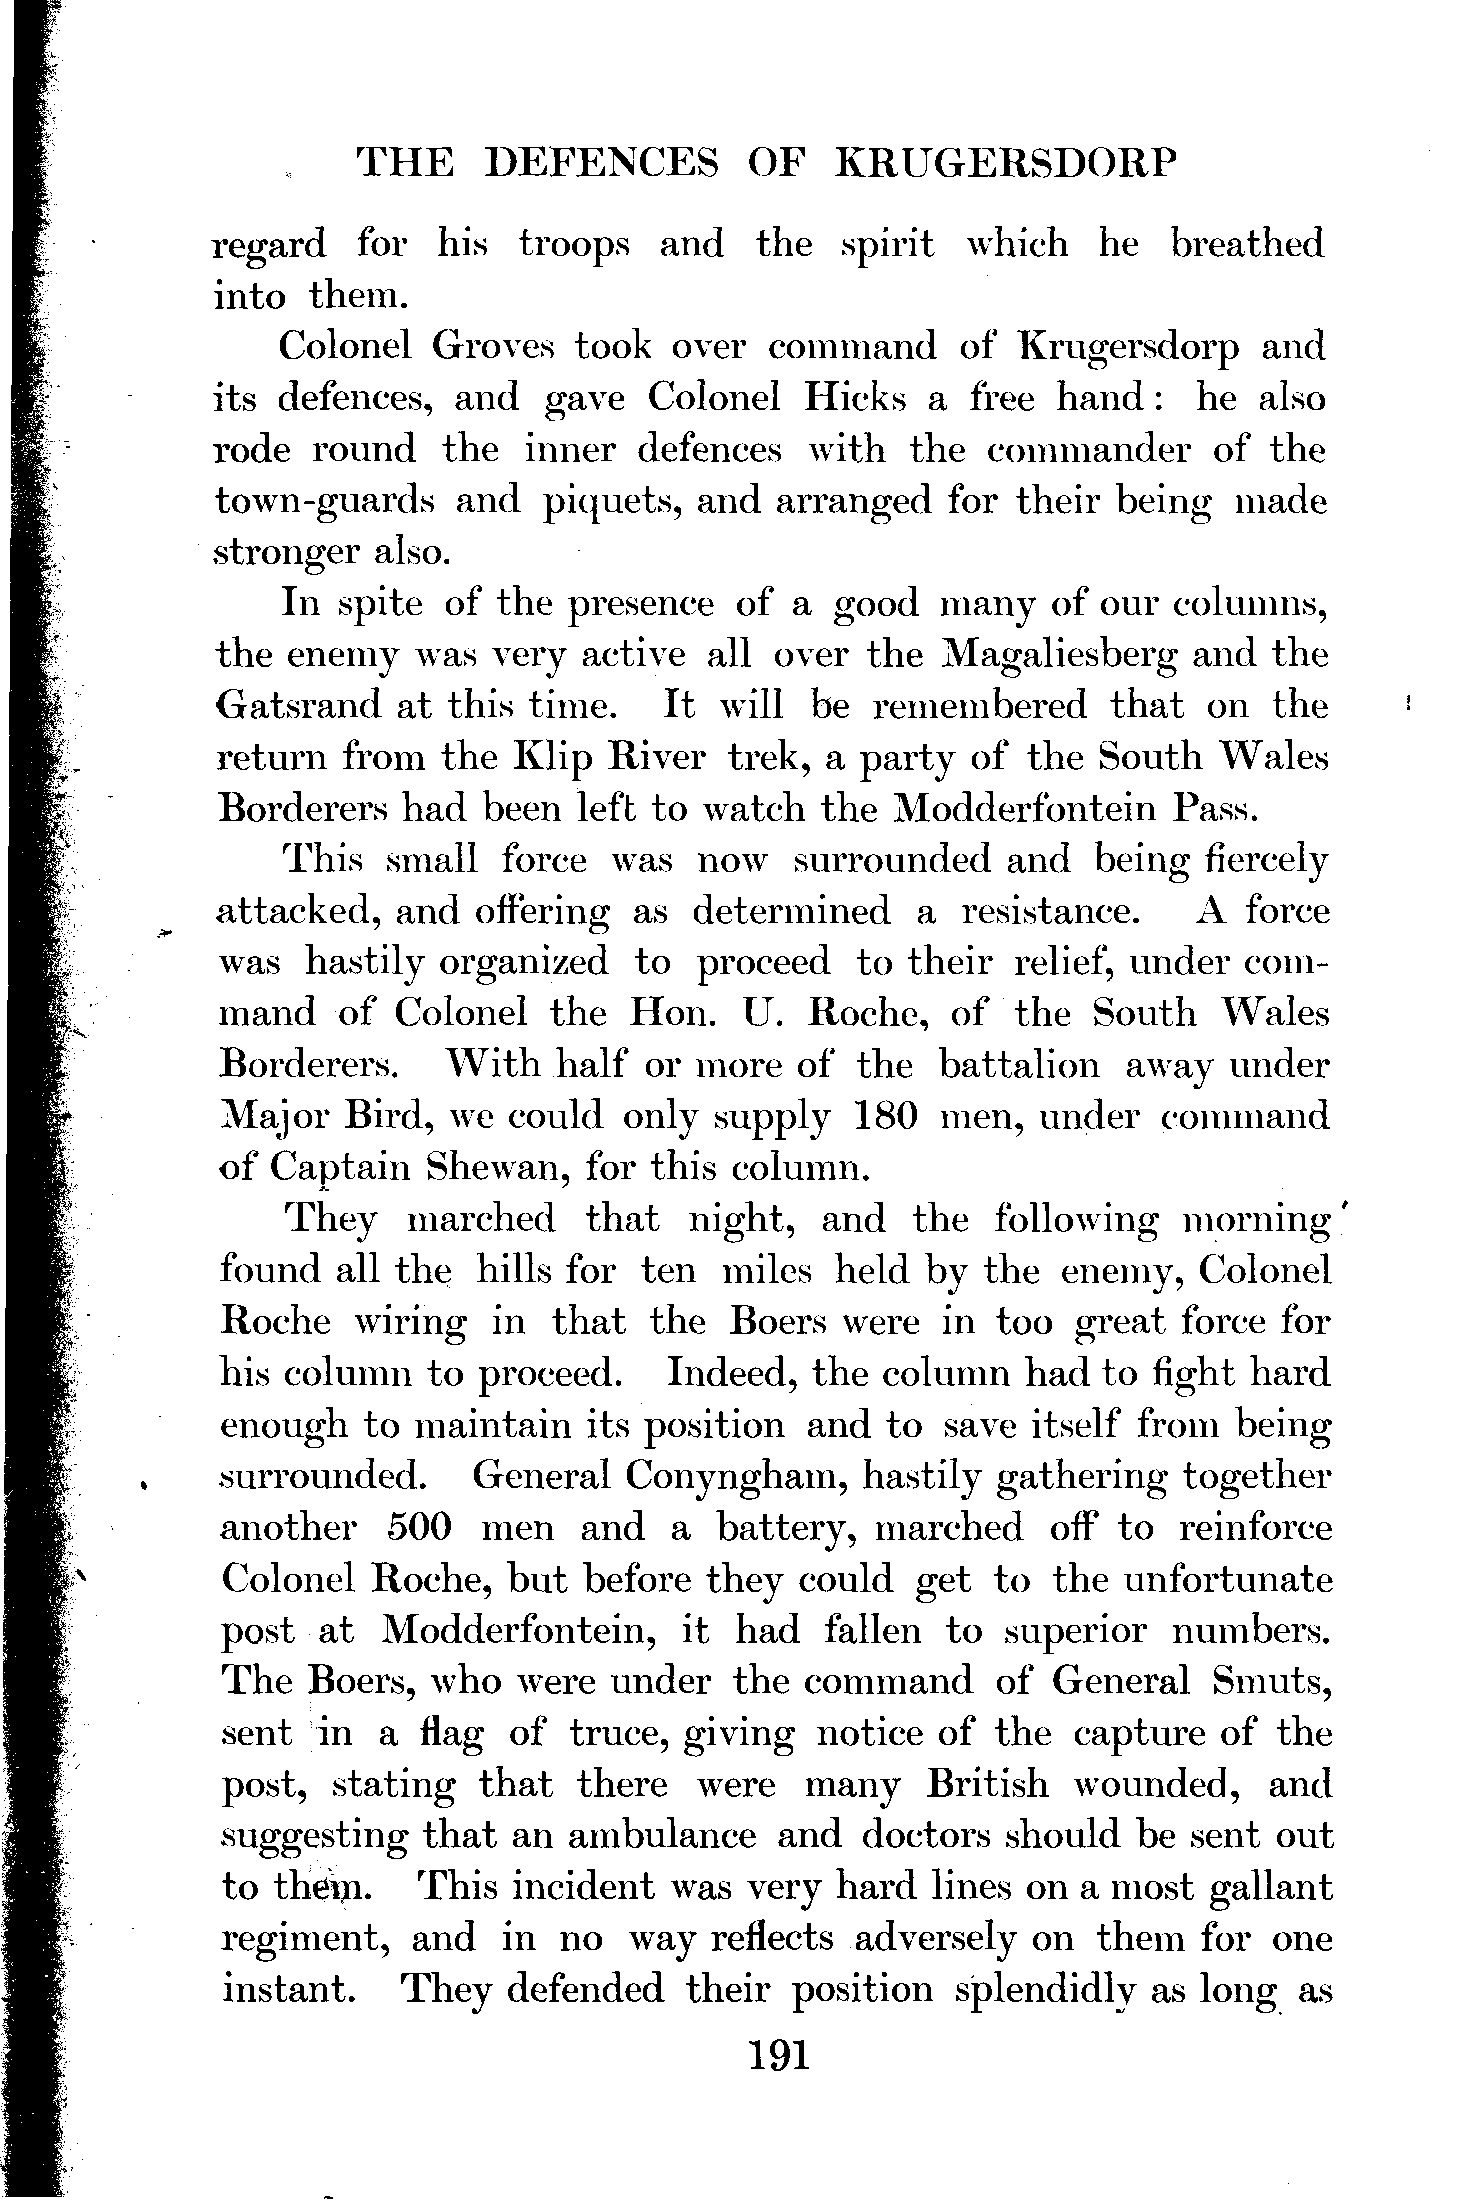 THE DEFENCES OF KRUGERSDORP
regard for his troops and the spirit which he breathed
into them.
Colonel Groves took over command of Krugersdorp and
its defences, and gave Colonel Hicks a free hand: he also
rode round the inner defences with the commander of the
town-guards and piquets, and arranged for their being made
stronger also.
In spite of the presence of a good many of our columns,
the enemy was very active all over the Magaliesberg and the
Gatsrand at this time. It will be remembered that on the
return from the Klip River trek, a party of the South Wales
Borderers had been left to watch the Modderfontein Pass.
This small force was now surrounded and being fiercely
attacked, and offering as determined a resistance. A force
was hastily organized to proceed to their relief, under com-
mand of Colonel the Hon. U. Roche, of the South Wales
Borderers. With half or more of the battalion away under
Major Bird, we could only supply 180 men, under command
of Captain Shewan, for this column.
They marched that night, and the following morning
found all the hills for ten miles held by the enemy, Colonel
Roche wiring in that the Boers were in too great force for
his column to proceed. Indeed, the column had to fight hard
enough to maintain its position and to save itself from being
surrounded. General Conyngham, hastily gathering together
another 500 men and a battery, marched off to reinforce
Colonel Roche, but before they could get to the unfortunate
post at Modderfontein, it had fallen to superior numbers.
The Boers, who were under the command of General Smuts,
sent in a flag of truce, giving notice of the capture of the
post, stating that there were many British wounded, and
suggesting that an ambulance and doctors should be sent out
to them. This incident was very hard lines on a most gallant
regiment, and in no way reflects adversely on them for one
instant. They defended their position splendidly as long as
191